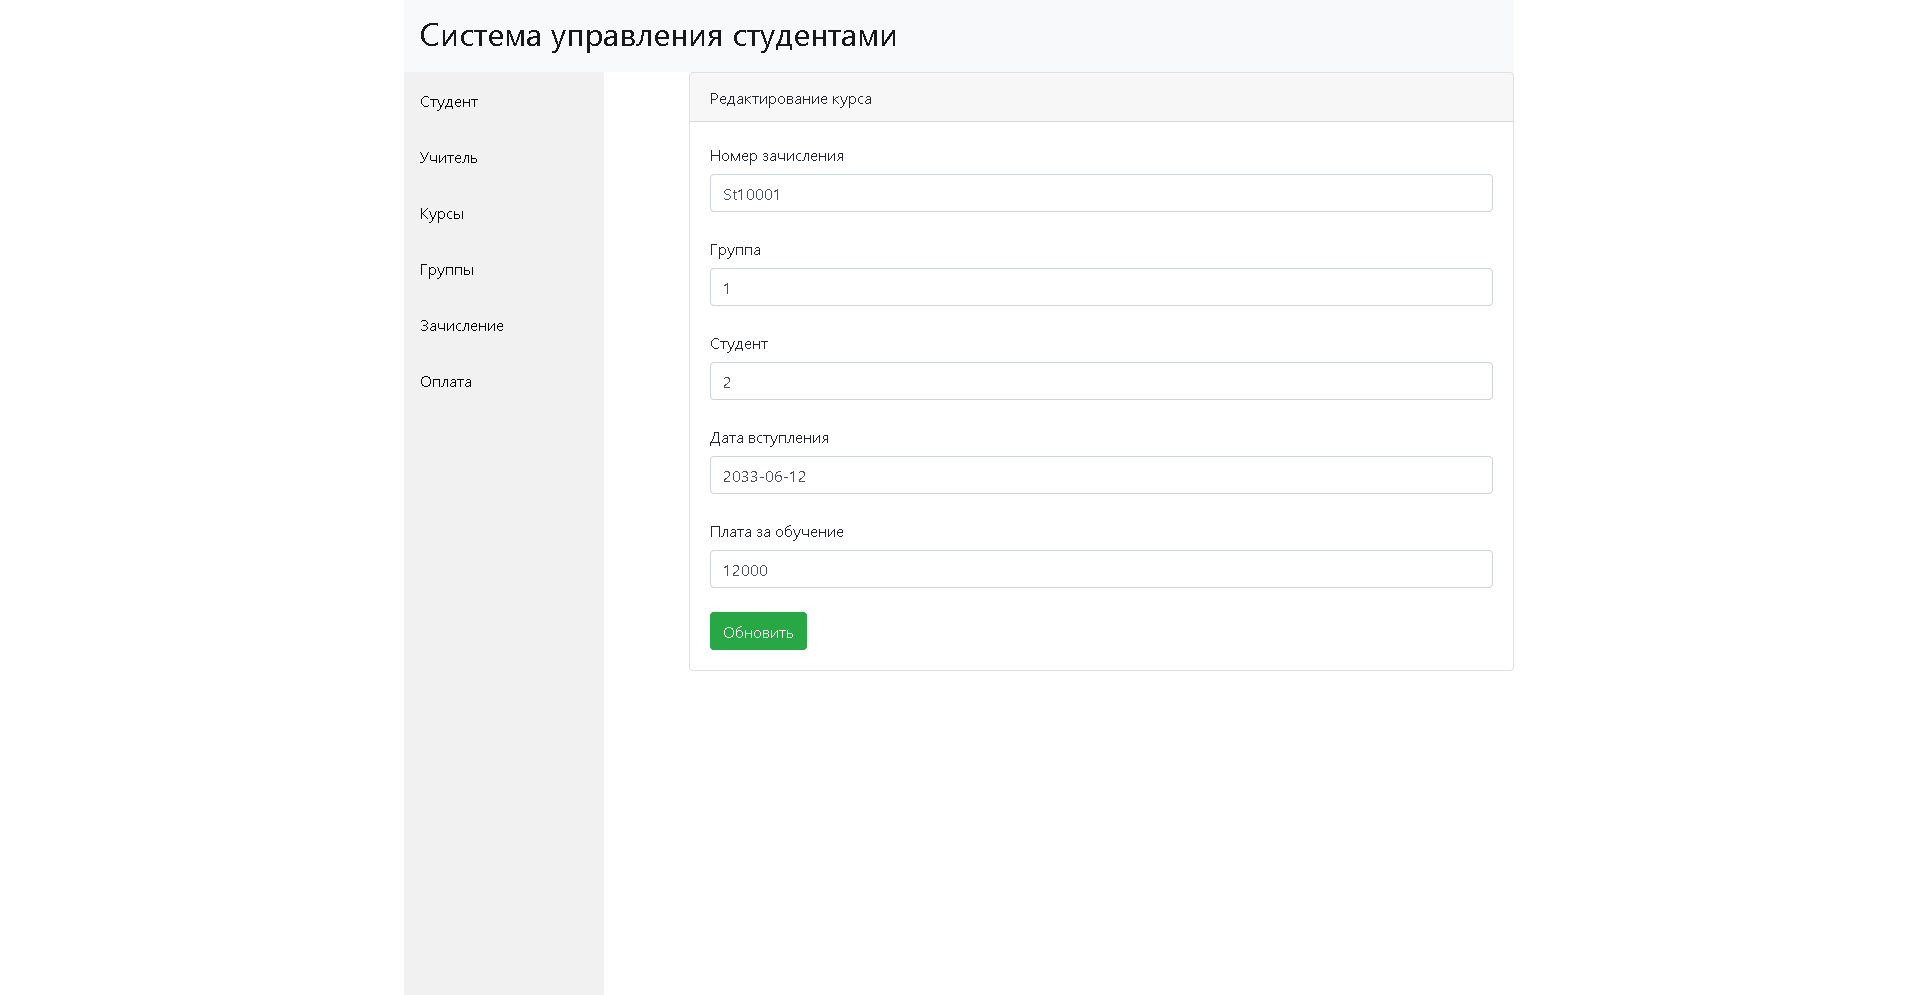 Система управления студентами
Студент
Учитель
Курсы
Группы
Зачисление
Оплата
Редактирование курса
Номер зачисления
St10001
Группа
1
Студент
2
Дата вступления
2033-06-12
Плата за обучение
12000
Обновить